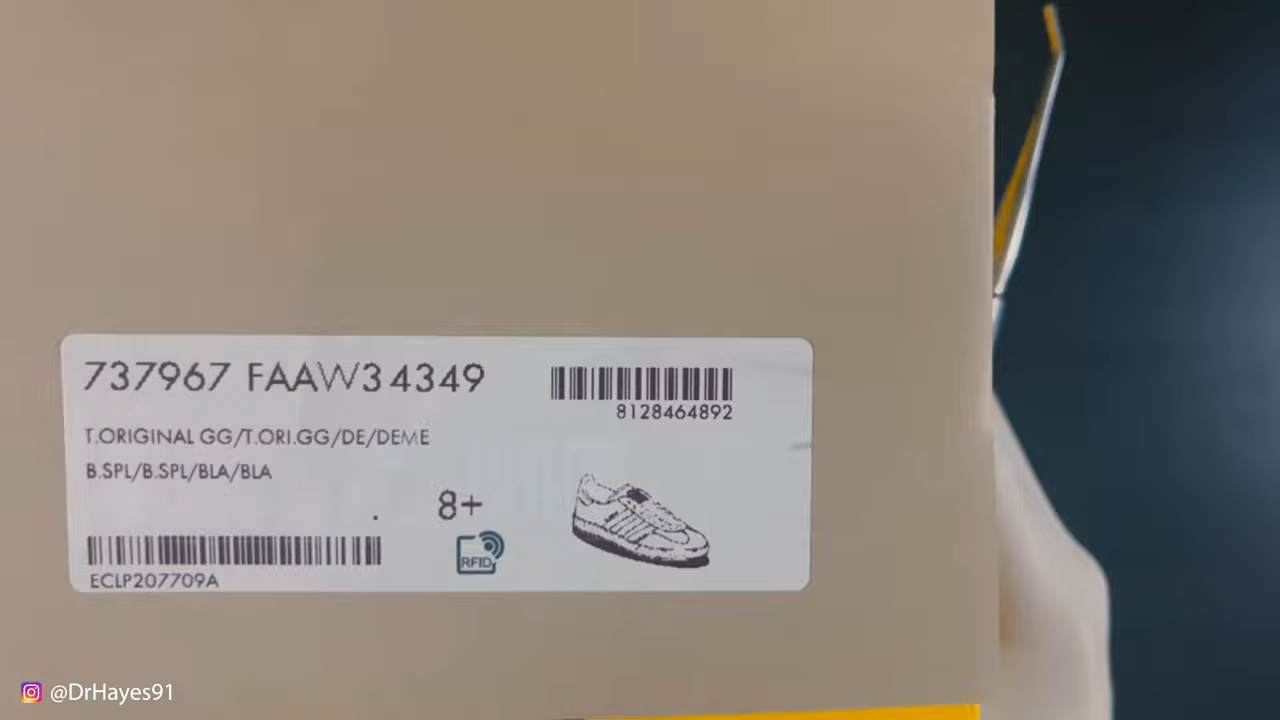 737967 FAAW34349
8128464892
T.ORIGINAL GG/T.ORI.GG/DE/DEME
B.SPL/B.SPL/BLA/BLA
8+
RFID
ECLP207709A
@DrHayes91